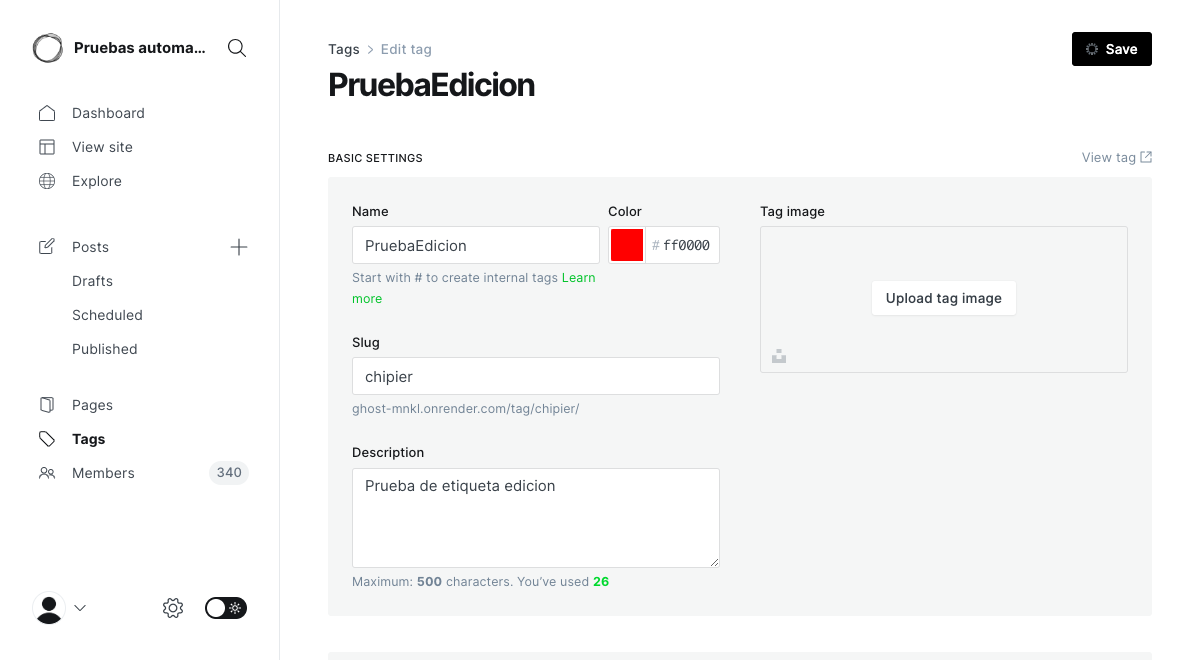 Pruebas automa...
Dashboard
View site
Explore
Posts
Drafts
Scheduled
Published
Pages
Tags
Members 340
Tags > Edit tag
Save
PruebaEdicion
BASIC SETTINGS
View tag
Name
PruebaEdicion
Start with # to create internal tags Learn
more
Color
# ff0000
Slug
chipier
ghost-mnkl.onrender.com/tag/chipier/
Description
Prueba de etiqueta edicion
Maximum: 500 characters. You’ve used 26
Tag image
Upload tag image